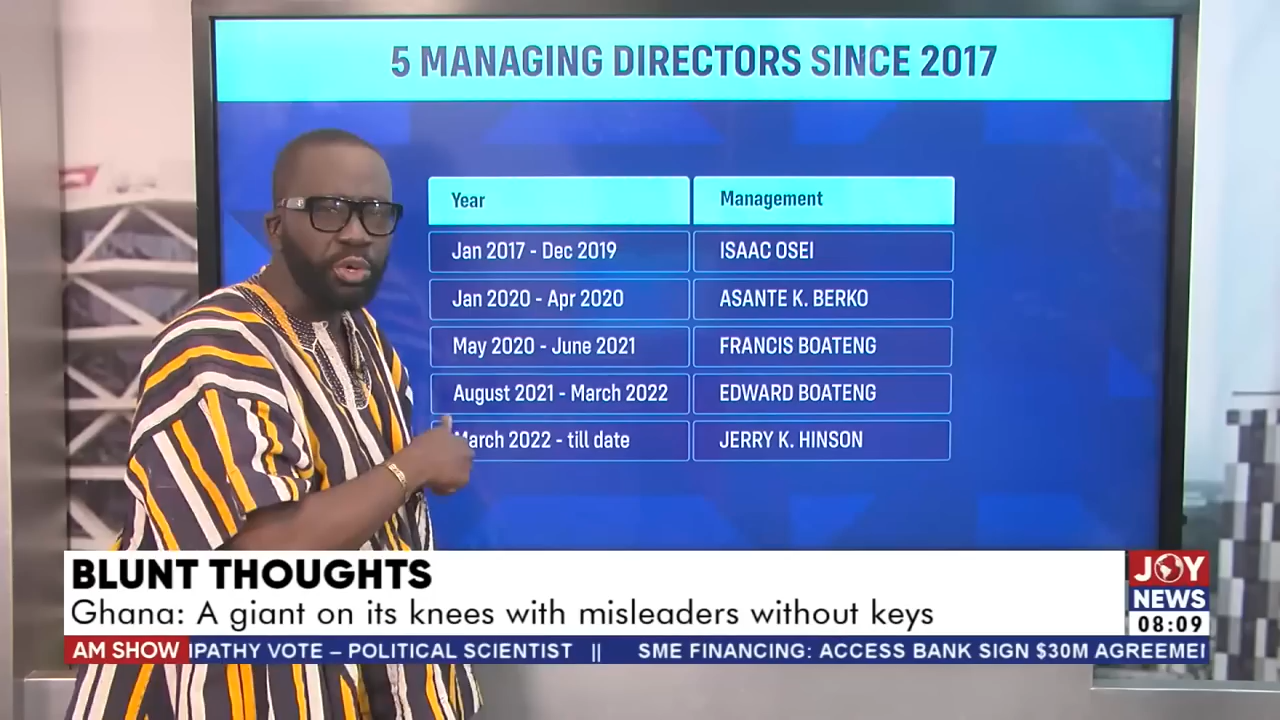 5 MANAGING DIRECTORS SINCE 2017
Year Management
Jan 2017 - Dec 2019 ISAAC OSEI
Jan 2020 - Apr 2020 ASANTE K. BERKO
May 2020 - June 2021 FRANCIS BOATENG
August 2021 - March 2022 EDWARD BOATENG
March 2022 - till date JERRY K. HINSON
BLUNT THOUGHTS
Ghana: A giant on its knees with misleaders without keys
JOY
NEWS
08:09
AM SHOW IPATHY VOTE – POLITICAL SCIENTIST || SME FINANCING: ACCESS BANK SIGN $30M AGREEMEI